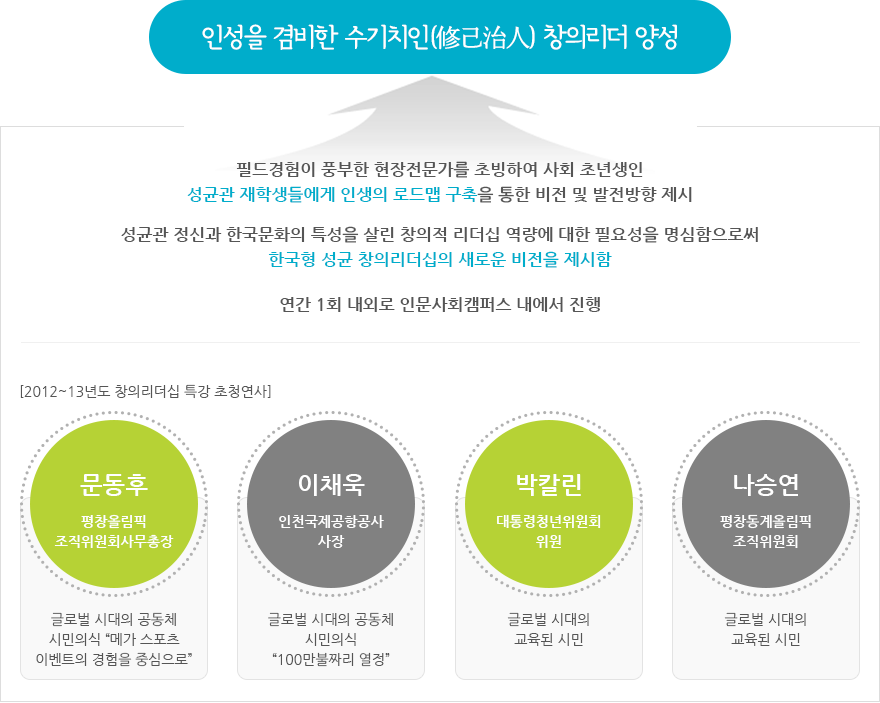 인성을 겸비한 수기치인(修己治人) 창의리더 양성
필드경험이 풍부한 현장전문가를 초빙하여 사회 초년생인
성균관 재학생들에게 인생의 로드맵 구축을 통한 비전 및 발전방향 제시
성균관 정신과 한국문화의 특성을 살린 창의적 리더십 역량에 대한 필요성을 명심함으로써
한국형 성균 창의리더십의 새로운 비전을 제시함
연간 1회 내외로 인문사회캠퍼스 내에서 진행
[2012~13년도 창의리더십 특강 초청연사]
문동후
평창올림픽
조직위원회사무총장
글로벌 시대의 공동체
시민의식 “메가 스포츠
이벤트의 경험을 중심으로”
이채욱
인천국제공항공사
사장
글로벌 시대의 공동체
시민의식
“100만불짜리 열정”
박칼린
대통령청년위원회
위원
글로벌 시대의
교육된 시민
나승연
평창동계올림픽
조직위원회
글로벌 시대의
교육된 시민